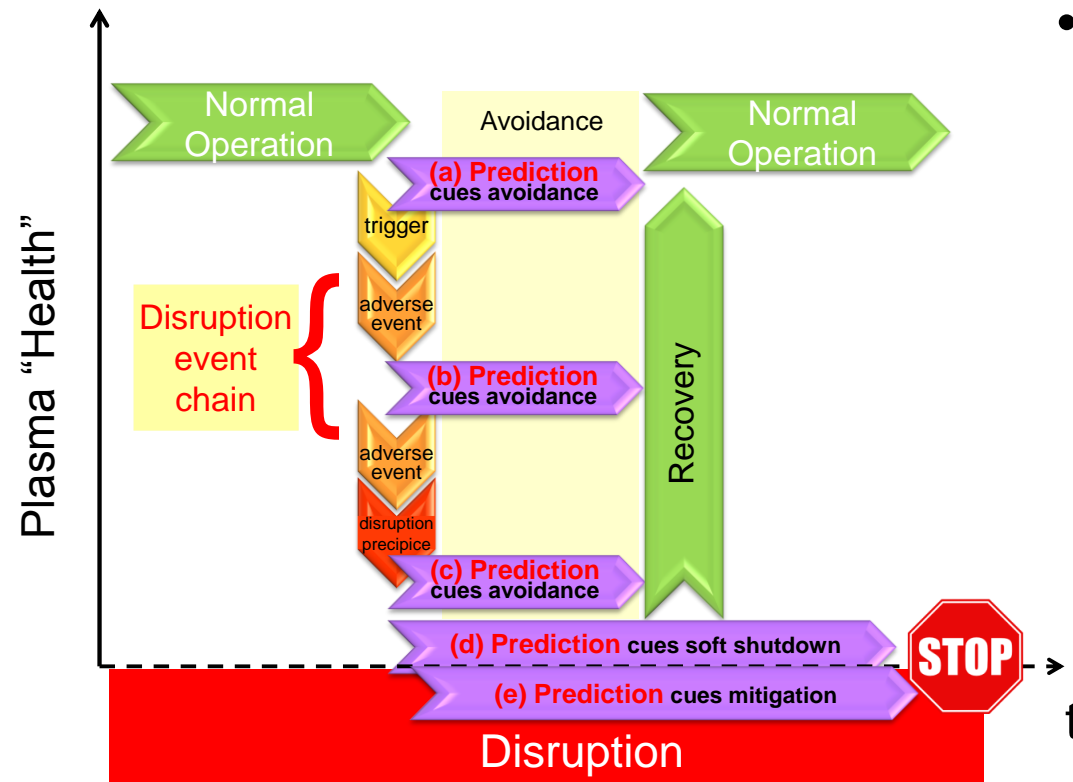 •
Normal
Operation
Avoidance
Normal
Operation
(a) Prediction
cues avoidance
trigger
adverse
event
Disruption
event
chain
{
(b) Prediction
cues avoidance
adverse
event
disruption
precipice
(c) Prediction
cues avoidance
Recovery
Plasma “Health”
(d) Prediction cues soft shutdown
STOP
(e) Prediction cues mitigation
t
Disruption